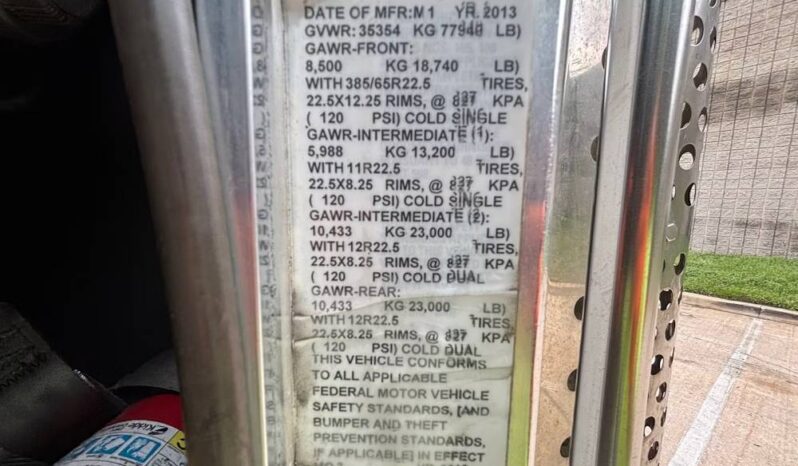 DATE OF MFR:M 1 YR. 2013
GVWR: 35354 KG 77940 LB)
GAWR-FRONT:
8,500 KG 18,740 LB)
WITH 385/65R22.5 TIRES,
22.5X12.25 RIMS, @ 827 KPA
( 120 PSI) COLD SINGLE
GAWR-INTERMEDIATE (1):
5,988 KG 13,200 LB)
WITH 11R22.5 TIRES,
22.5X8.25 RIMS, @ 827 KPA
( 120 PSI) COLD SINGLE
GAWR-INTERMEDIATE (2):
10,433 KG 23,000 LB)
WITH 12R22.5 TIRES,
22.5X8.25 RIMS, @ 827 KPA
( 120 PSI) COLD DUAL
GAWR-REAR:
10,433 KG 23,000 LB)
WITH 12R22.5 TIRES,
22.5X8.25 RIMS, @ 827 KPA
( 120 PSI) COLD DUAL
THIS VEHICLE CONFORMS
TO ALL APPLICABLE
FEDERAL MOTOR VEHICLE
SAFETY STANDARDS, [AND
BUMPER AND THEFT
PREVENTION STANDARDS,
IF APPLICABLE] IN EFFECT
Kidde